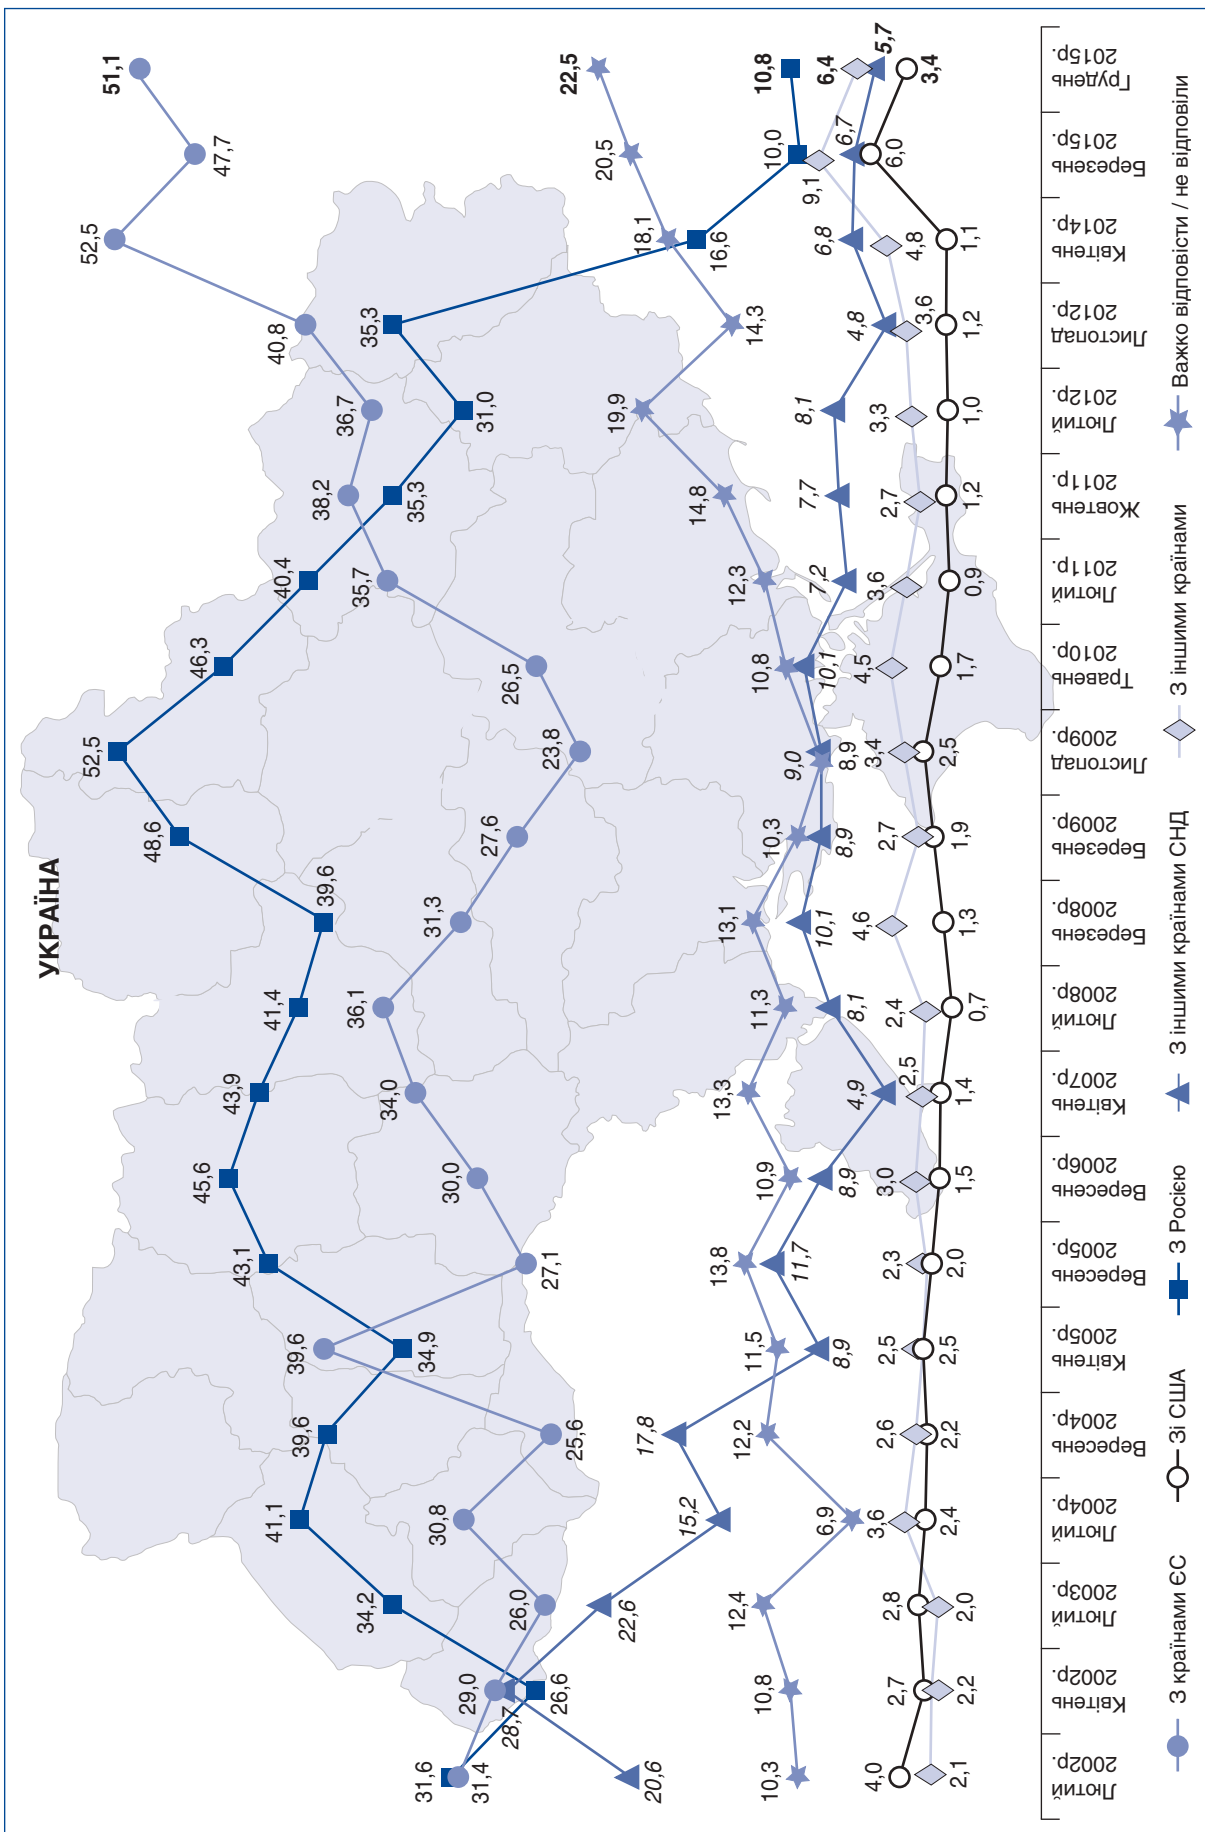 УКРАЇНА
51,1
47,7
52,5
40,8
36,7
38,2
35,7
26,5
23,8
27,6
31,3
36,1
34,0
30,0
27,1
39,6
25,6
30,8
26,0
29,0
31,4
10,8
10,0
16,6
35,3
31,0
35,3
40,4
46,3
52,5
48,6
39,6
41,4
43,9
45,6
43,1
34,9
39,6
41,1
34,2
26,6
31,6
22,5
20,5
18,1
14,3
19,9
14,8
12,3
10,8
9,0
10,3
13,1
11,3
13,3
10,9
13,8
11,5
12,2
6,9
12,4
10,8
10,3
5,7
6,7
6,8
4,8
8,1
7,7
7,2
10,1
8,9
8,9
10,1
8,1
4,9
8,9
11,7
8,9
17,8
15,2
22,6
28,7
20,6
6,4
9,1
4,8
3,6
3,3
2,7
3,6
4,5
3,4
2,7
4,6
2,4
2,5
3,0
2,3
2,5
2,6
3,6
2,0
2,2
2,1
3,4
6,0
1,1
1,2
1,0
1,2
0,9
1,7
2,5
1,9
1,3
0,7
1,4
1,5
2,0
2,5
2,2
2,4
2,8
2,7
4,0
Лютий
2002р.
Квітень
2002р.
Лютий
2003р.
Лютий
2004р.
Вересень
2004р.
Квітень
2005р.
Вересень
2005р.
Вересень
2006р.
Квітень
2007р.
Лютий
2008р.
Березень
2008р.
Березень
2009р.
Листопад
2009р.
Травень
2010р.
Лютий
2011р.
Жовтень
2011р.
Лютий
2012р.
Листопад
2012р.
Квітень
2014р.
Березень
2015р.
Грудень
2015р.
З країнами ЄС
Зі США
З Росією
З іншими країнами СНД
З іншими країнами
Важко відповісти / не відповіли